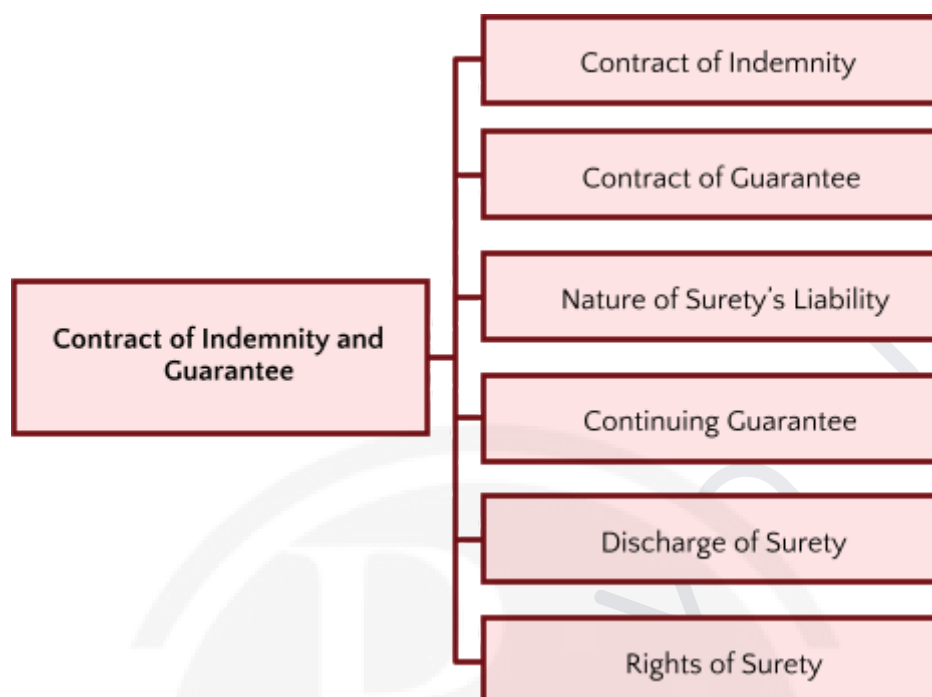 Contract of Indemnity
Contract of Guarantee
Nature of Surety's Liability
Contract of Indemnity and
Guarantee
Continuing Guarantee
Discharge of Surety
Rights of Surety